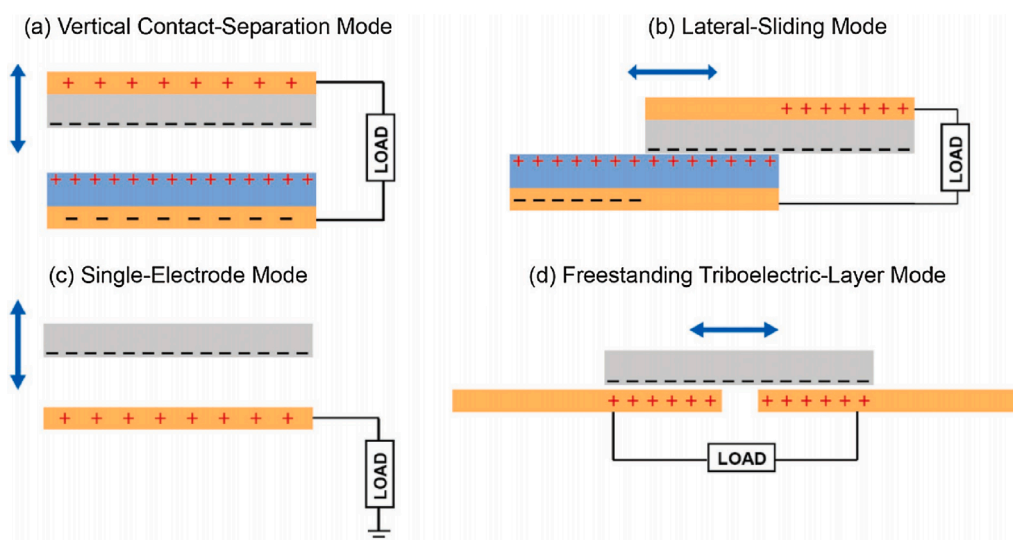 (a) Vertical Contact-Separation Mode
(b) Lateral-Sliding Mode
+ + + + + + + +
LOAD
+ + + + + + + + + + + + + +
− − − − − − − −
+ + + + + + +
LOAD
+ + + + + + + + + + + + +
(c) Single-Electrode Mode
(d) Freestanding Triboelectric-Layer Mode
+ + + + + + + +
LOAD
+ + + + + + + + + + + +
LOAD